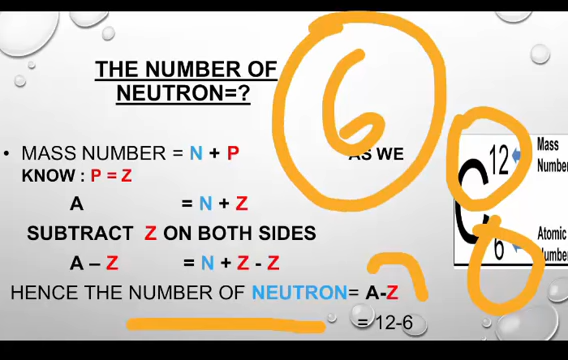 THE NUMBER OF
NEUTRON=?
6
• MASS NUMBER = N + P AS WE
KNOW : P = Z
A = N + Z
SUBTRACT Z ON BOTH SIDES
A – Z = N + Z - Z
HENCE THE NUMBER OF NEUTRON= A-Z
= 12-6
12
Mass
Number
C
6
Atomic
Number